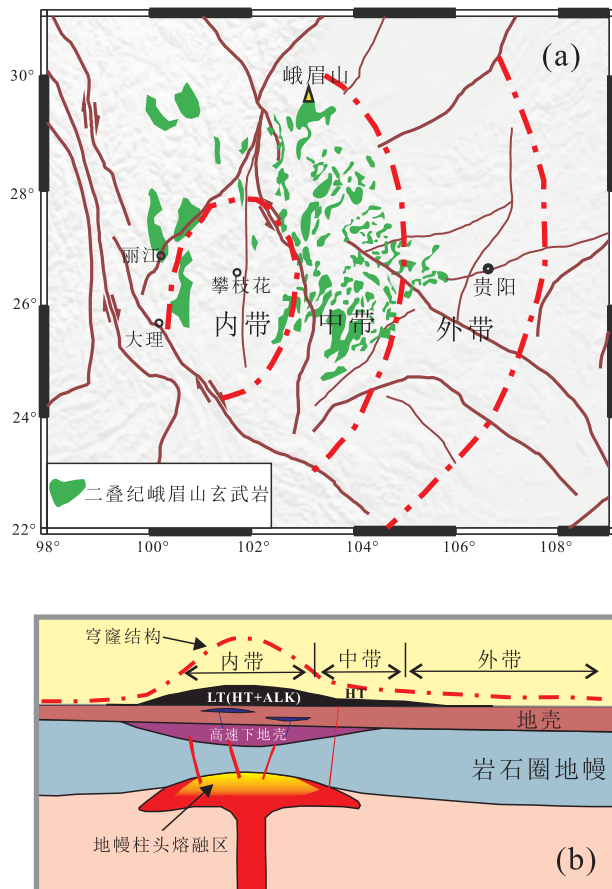 (a)
峨眉山
30°
28°
丽江
攀枝花
贵阳
26°
内带
中带
外带
大理
24°
二叠纪峨眉山玄武岩
22°
98°
100°
102°
104°
106°
108°
穹窿结构
内带
中带
外带
LT(HT+ALK)
HT
地壳
高速下地壳
岩石圈地幔
地幔柱头熔融区
(b)